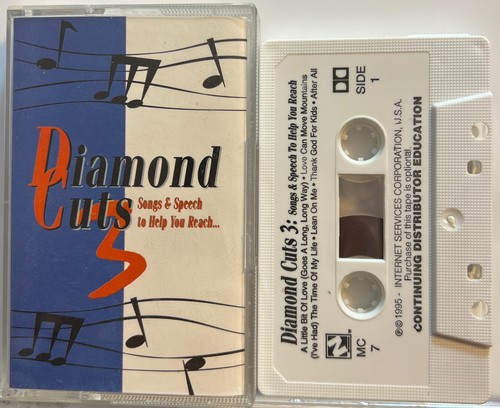 Diamond
Cuts
3
Songs & Speech
to Help You Reach...
Diamond Cuts 3: Songs & Speech To Help You Reach
A Little Bit Of Love (Goes A Long, Long Way) • Love Can Move Mountains
(I've Had) The Time Of My Life • Lean On Me • Thank God For Kids • After All
SIDE
1
N
MC
7
℗©1995 - INTERNET SERVICES CORPORATION, U.S.A.
Purchase of this tape is optional.
CONTINUING DISTRIBUTOR EDUCATION